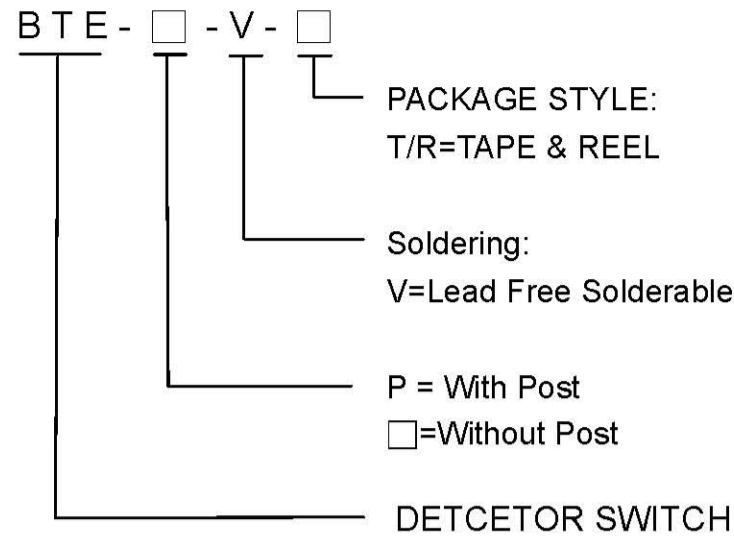 BTE-□-V-□
PACKAGE STYLE:
T/R=TAPE & REEL
Soldering:
V=Lead Free Solderable
P = With Post
□=Without Post
DETCETOR SWITCH